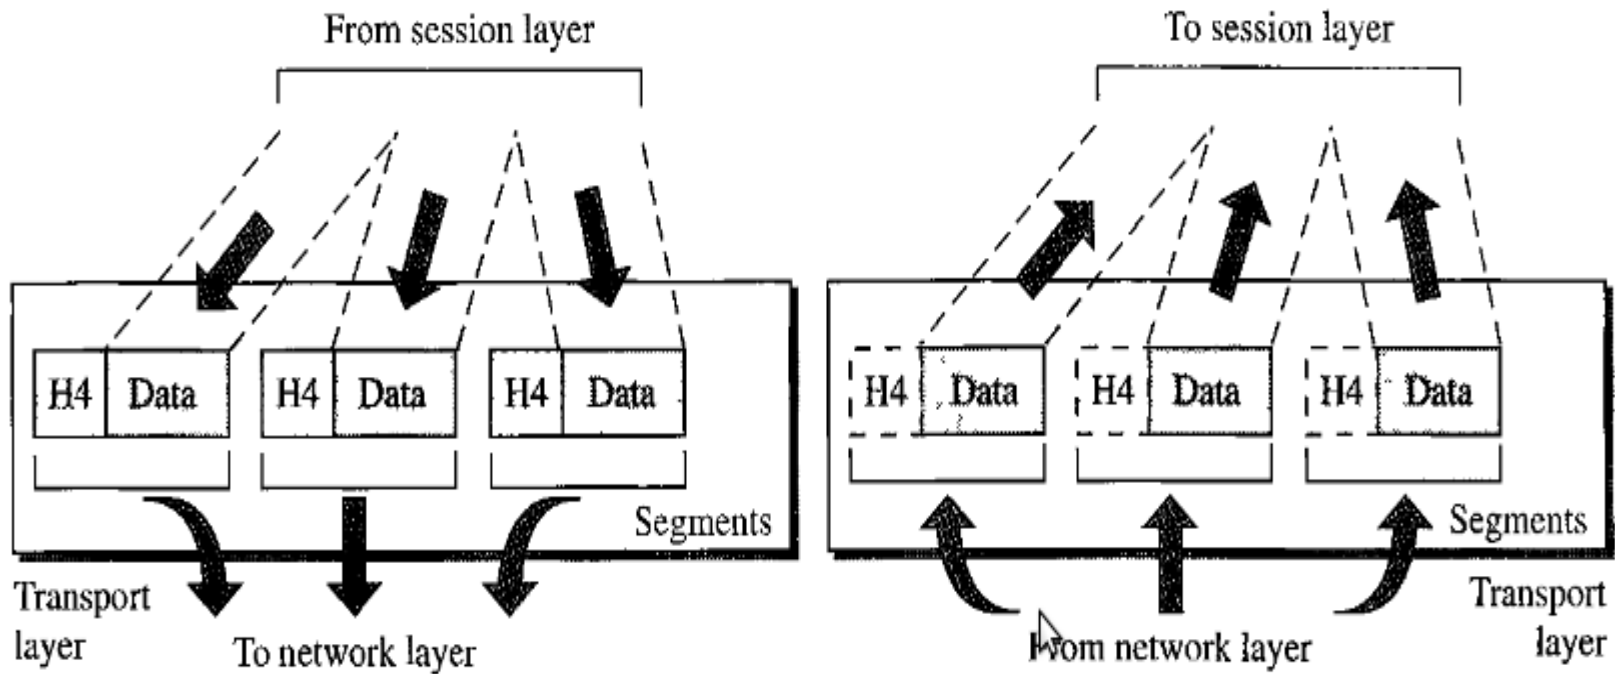 From session layer
To session layer
H4 Data H4 Data H4 Data
H4 Data H4 Data H4 Data
Segments
Segments
Transport
layer
To network layer
From network layer
Transport
layer